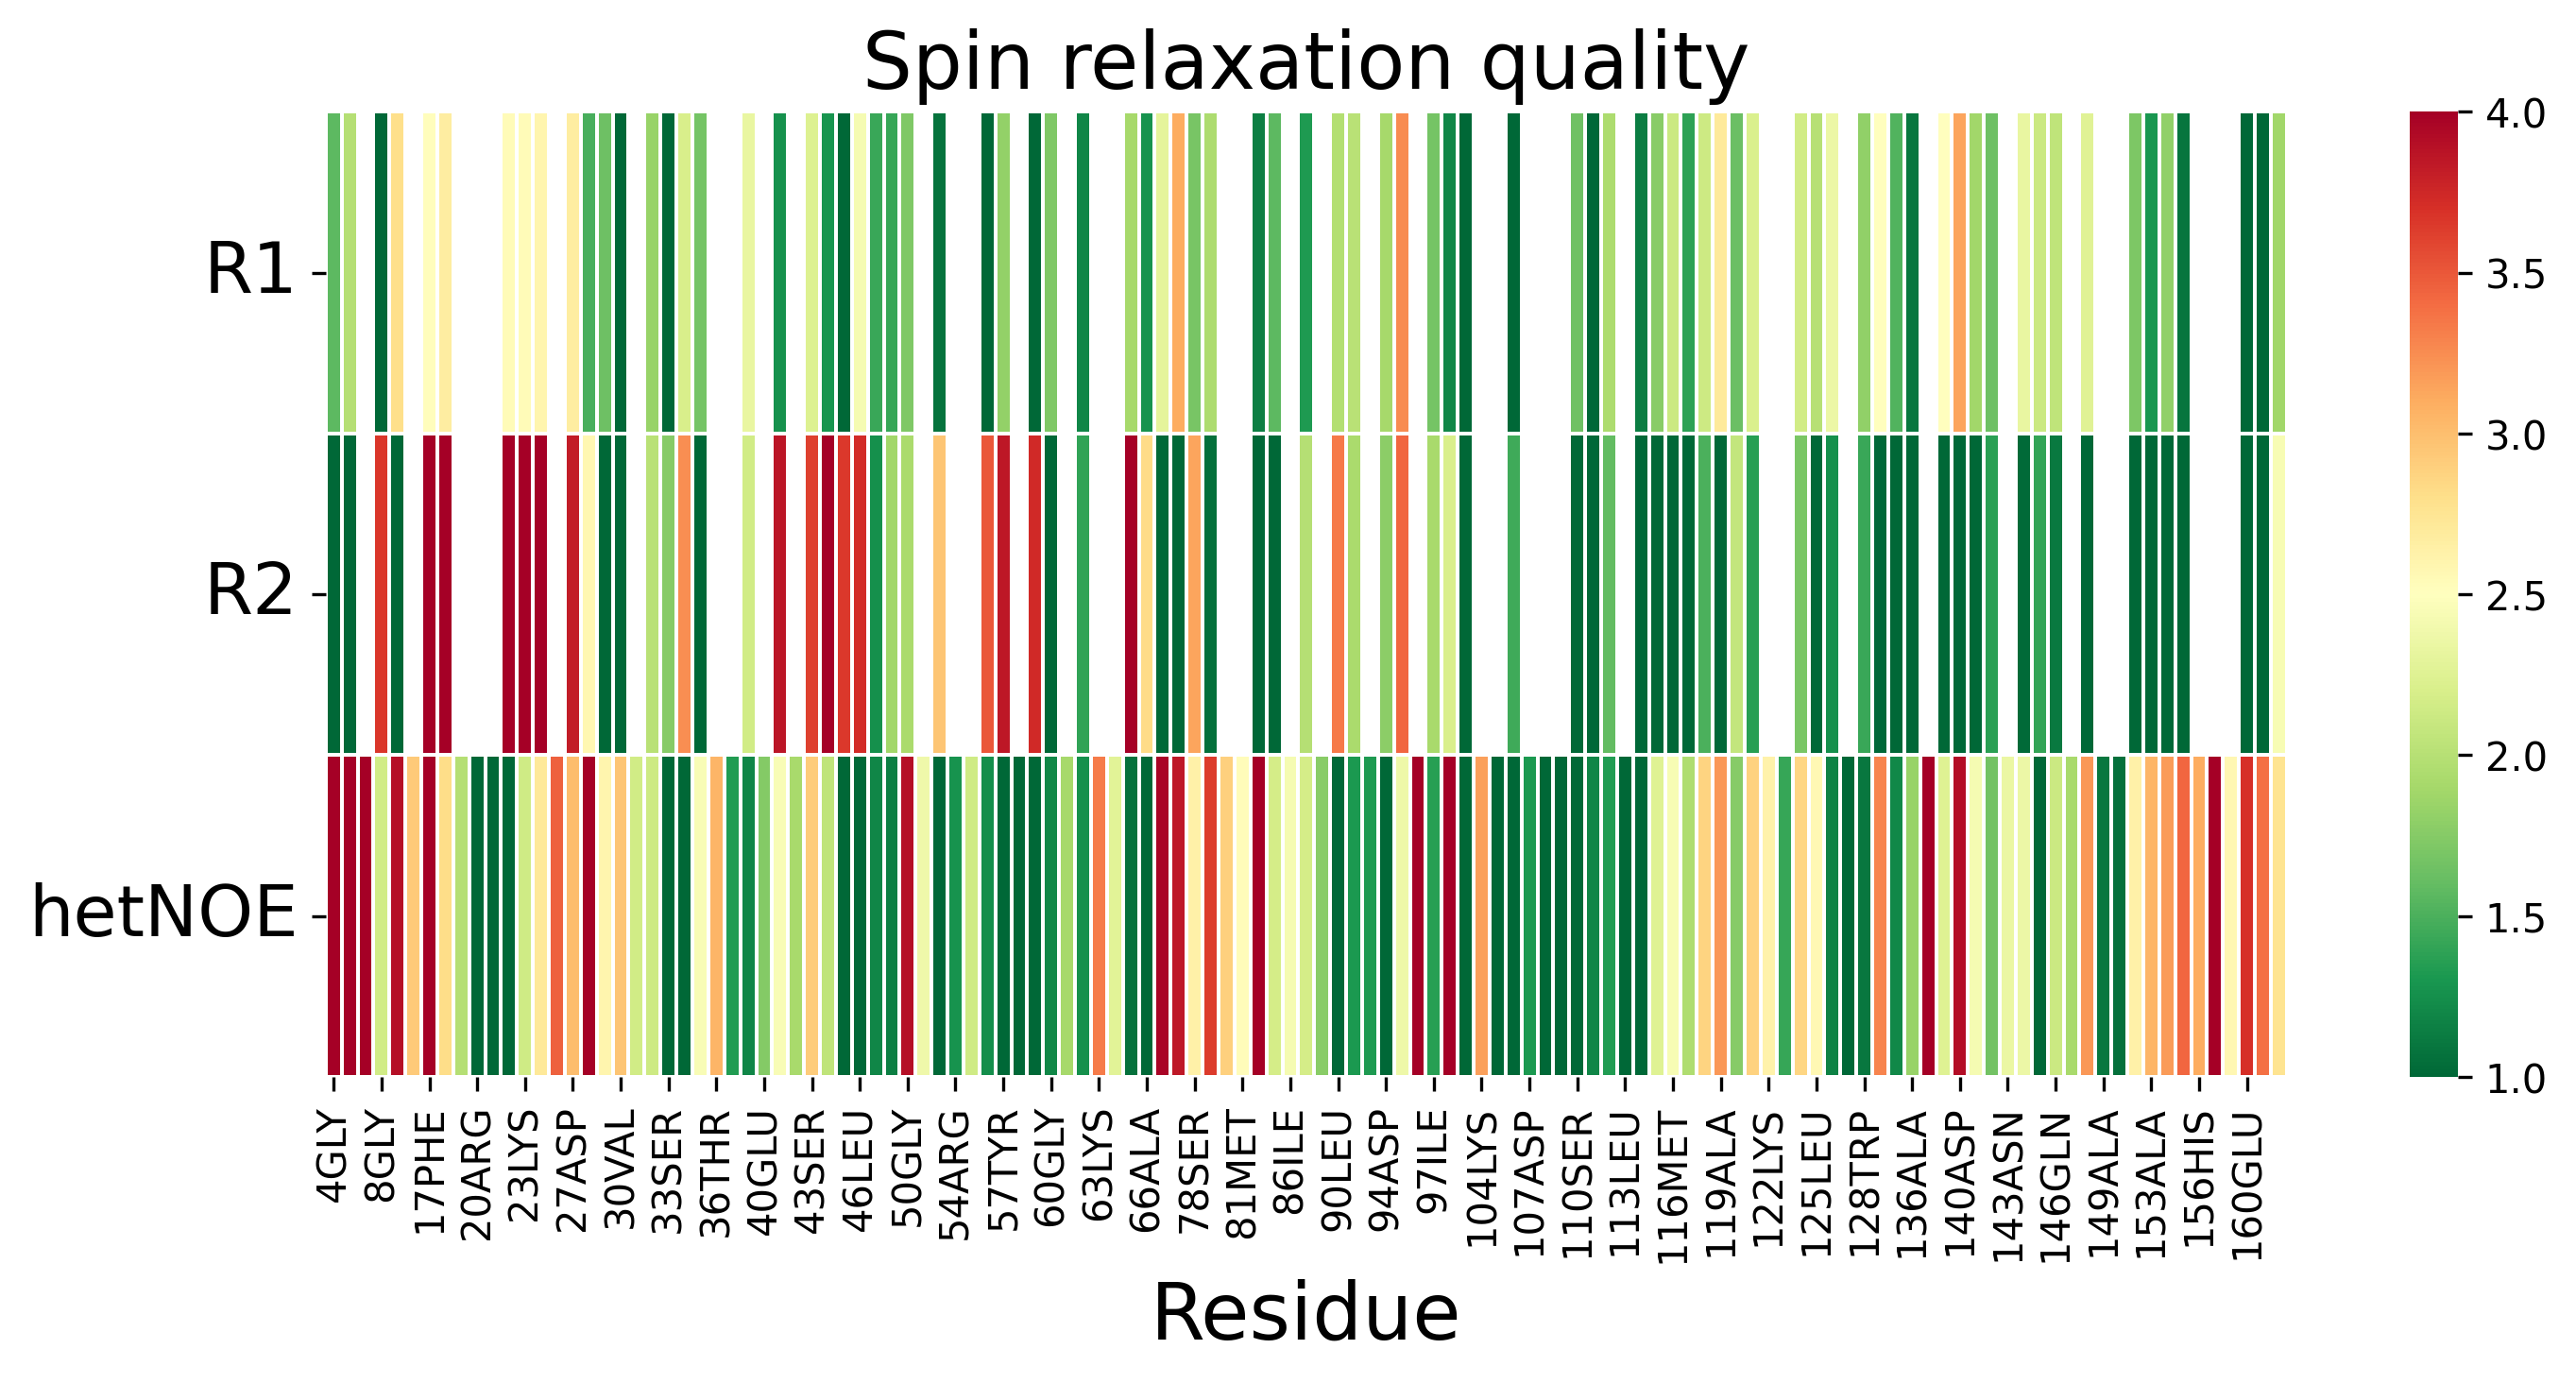 Spin relaxation quality
R1
R2
hetNOE
4GLY
8GLY
17PHE
20ARG
23LYS
27ASP
30VAL
33SER
36THR
40GLU
43SER
46LEU
50GLY
54ARG
57TYR
60GLY
63LYS
66ALA
78SER
81MET
86ILE
90LEU
94ASP
97ILE
104LYS
107ASP
110SER
113LEU
116MET
119ALA
122LYS
125LEU
128TRP
136ALA
140ASP
143ASN
146GLN
149ALA
153ALA
156HIS
160GLU
Residue
4.0
3.5
3.0
2.5
2.0
1.5
1.0